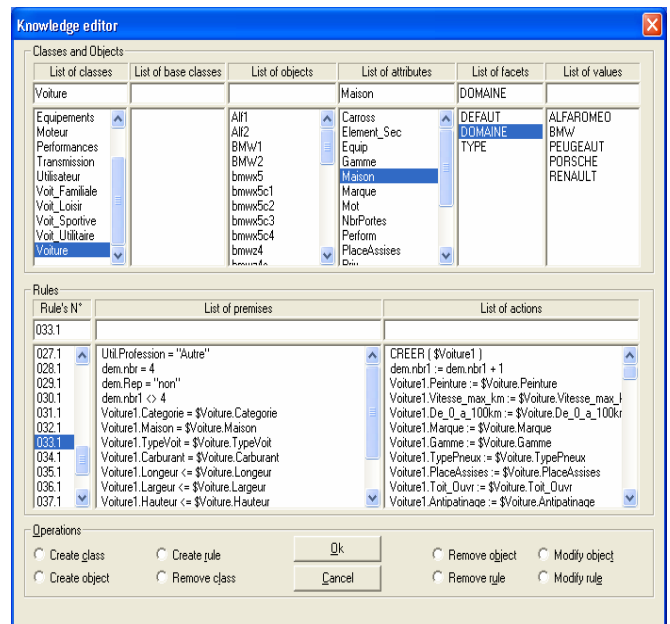 Knowledge editor
Classes and Objects
List of classes List of base classes List of objects List of attributes List of facets List of values
Voiture Maison DOMAINE
Equipements Alf1 Carross DEFAUT ALFAROMEO
Moteur Alf2 Element_Sec DOMAINE BMW
Performances BMW1 Equip TYPE PEUGEAUT
Transmission BMW2 Gamme PORSCHE
Utilisateur bmwx5 Maison RENAULT
Voit_Familiale bmwx5c1 Marque
Voit_Loisir bmwx5c2 Mot
Voit_Sportive bmwx5c3 NbrPortes
Voit_Utilitaire bmwx5c4 Perform
Voiture bmwz4 PlaceAssises
Rules
Rule's N° List of premises List of actions
033.1
027.1 Util.Profession = "Autre" CREER ( $Voiture1 )
028.1 dem.nbr = 4 dem.nbr1 := dem.nbr1 + 1
029.1 dem.Rep = "non" Voiture1.Peinture := $Voiture.Peinture
030.1 dem.nbr1 <> 4 Voiture1.Vitesse_max_km := $Voiture.Vitesse_max_k
031.1 Voiture1.Categorie = $Voiture.Categorie Voiture1.De_0_a_100km := $Voiture.De_0_a_100kr
032.1 Voiture1.Maison = $Voiture.Maison Voiture1.Marque := $Voiture.Marque
033.1 Voiture1.TypeVoit = $Voiture.TypeVoit Voiture1.Gamme := $Voiture.Gamme
034.1 Voiture1.Carburant = $Voiture.Carburant Voiture1.TypePneux := $Voiture.TypePneux
035.1 Voiture1.Longeur <= $Voiture.Longeur Voiture1.PlaceAssises := $Voiture.PlaceAssises
036.1 Voiture1.Largeur <= $Voiture.Largeur Voiture1.Toit_Ouvr := $Voiture.Toit_Ouvr
037.1 Voiture1.Hauteur <= $Voiture.Hauteur Voiture1.Antipatinage := $Voiture.Antipatinage
Operations
Create class Create rule Ok Remove object Modify object
Create object Remove class Cancel Remove rule Modify rule